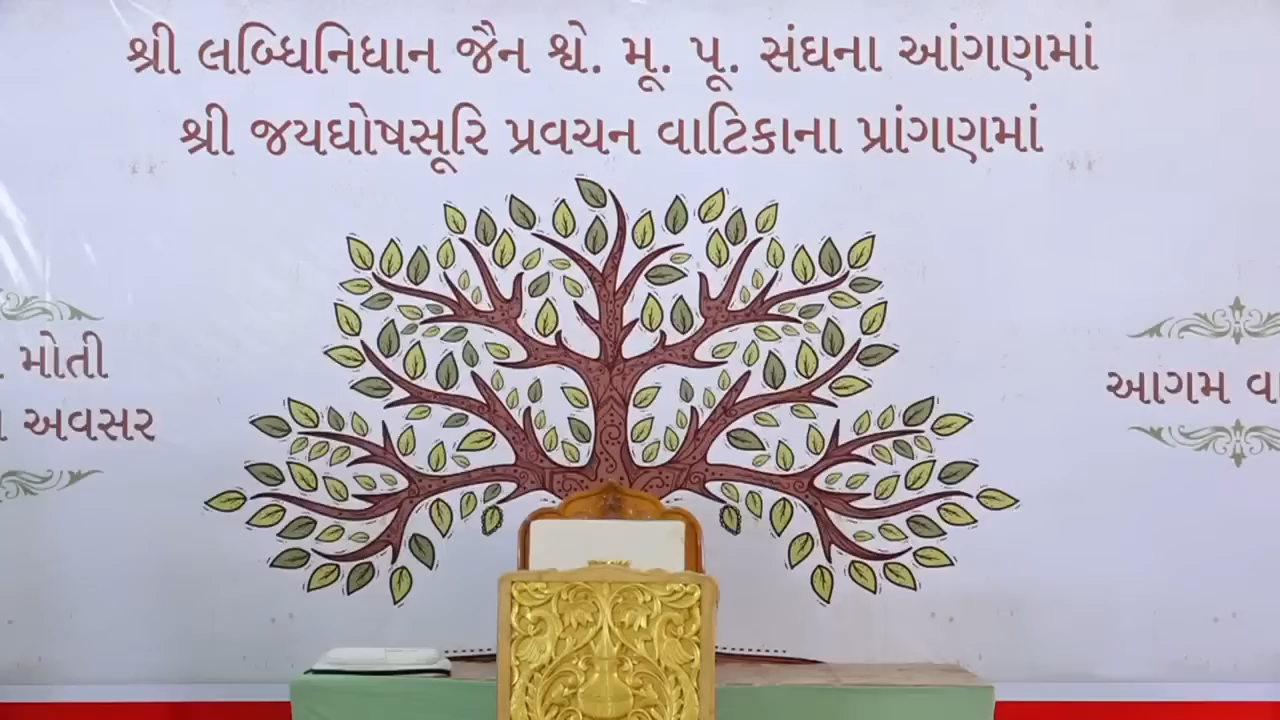 શ્રી લબ્ધિનિધાન જૈન શ્વે. મૂ. પૂ. સંઘના આંગણમાં
શ્રી જયઘોષસૂરિ પ્રવચન વાટિકાના પ્રાંગણમાં
મોતી
અવસર
આગમ